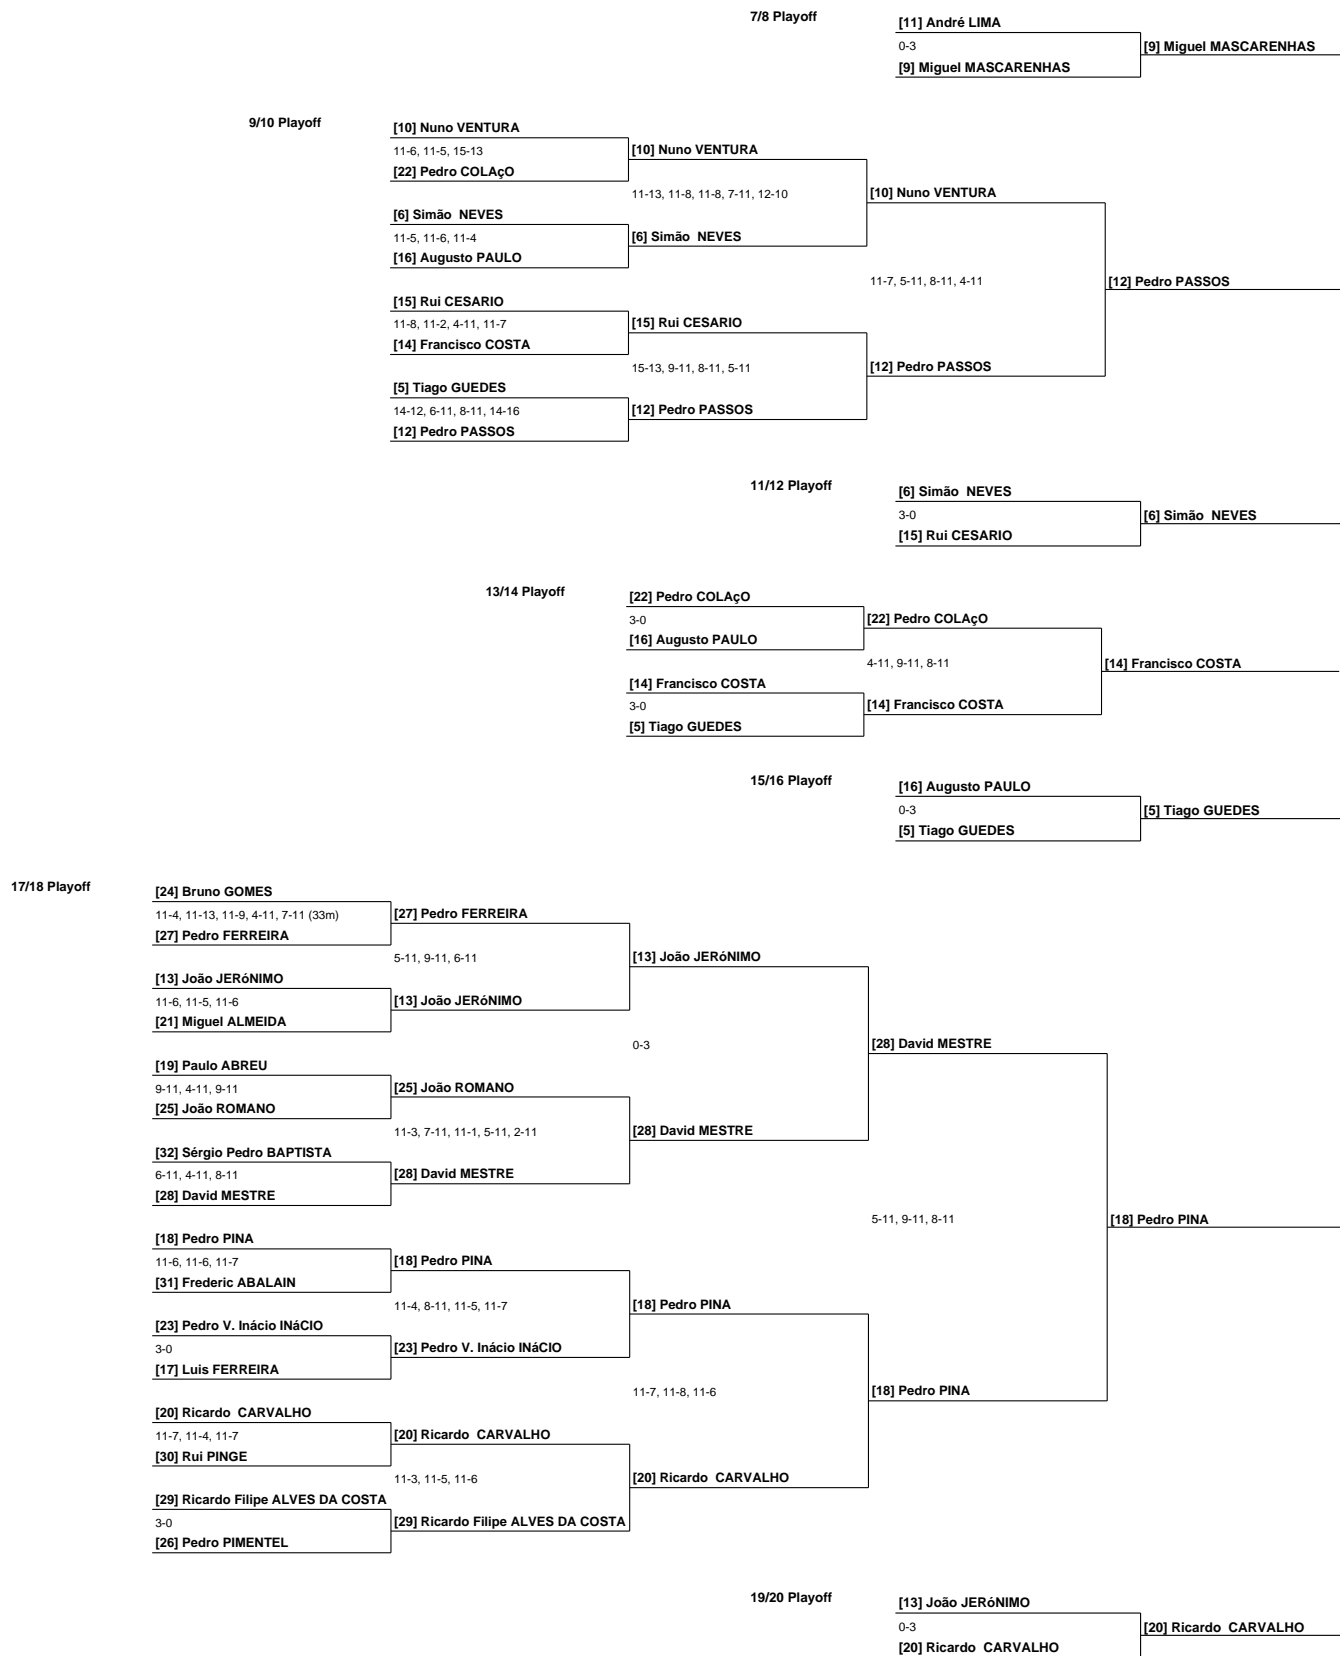 7/8 Playoff
[11] André LIMA
0-3
[9] Miguel MASCARENHAS
[9] Miguel MASCARENHAS
9/10 Playoff
[10] Nuno VENTURA
11-6, 11-5, 15-13
[10] Nuno VENTURA
[22] Pedro COLAçO
11-13, 11-8, 11-8, 7-11, 12-10
[10] Nuno VENTURA
[6] Simão  NEVES
11-5, 11-6, 11-4
[6] Simão  NEVES
[16] Augusto PAULO
11-7, 5-11, 8-11, 4-11
[12] Pedro PASSOS
[15] Rui CESARIO
11-8, 11-2, 4-11, 11-7
[15] Rui CESARIO
[14] Francisco COSTA
15-13, 9-11, 8-11, 5-11
[12] Pedro PASSOS
[5] Tiago GUEDES
14-12, 6-11, 8-11, 14-16
[12] Pedro PASSOS
[12] Pedro PASSOS
11/12 Playoff
[6] Simão  NEVES
3-0
[6] Simão  NEVES
[15] Rui CESARIO
13/14 Playoff
[22] Pedro COLAçO
3-0
[22] Pedro COLAçO
[16] Augusto PAULO
4-11, 9-11, 8-11
[14] Francisco COSTA
[14] Francisco COSTA
3-0
[14] Francisco COSTA
[5] Tiago GUEDES
15/16 Playoff
[16] Augusto PAULO
0-3
[5] Tiago GUEDES
[5] Tiago GUEDES
17/18 Playoff
[24] Bruno GOMES
11-4, 11-13, 11-9, 4-11, 7-11 (33m)
[27] Pedro FERREIRA
[27] Pedro FERREIRA
5-11, 9-11, 6-11
[13] João JERóNIMO
[13] João JERóNIMO
11-6, 11-5, 11-6
[13] João JERóNIMO
[21] Miguel ALMEIDA
0-3
[28] David MESTRE
[19] Paulo ABREU
9-11, 4-11, 9-11
[25] João ROMANO
[25] João ROMANO
11-3, 7-11, 11-1, 5-11, 2-11
[28] David MESTRE
[32] Sérgio Pedro BAPTISTA
6-11, 4-11, 8-11
[28] David MESTRE
[28] David MESTRE
5-11, 9-11, 8-11
[18] Pedro PINA
[18] Pedro PINA
11-6, 11-6, 11-7
[18] Pedro PINA
[31] Frederic ABALAIN
11-4, 8-11, 11-5, 11-7
[18] Pedro PINA
[23] Pedro V. Inácio INáCIO
3-0
[23] Pedro V. Inácio INáCIO
[17] Luis FERREIRA
11-7, 11-8, 11-6
[18] Pedro PINA
[20] Ricardo  CARVALHO
11-7, 11-4, 11-7
[20] Ricardo  CARVALHO
[30] Rui PINGE
11-3, 11-5, 11-6
[20] Ricardo  CARVALHO
[29] Ricardo Filipe ALVES DA COSTA
3-0
[29] Ricardo Filipe ALVES DA COSTA
[26] Pedro PIMENTEL
19/20 Playoff
[13] João JERóNIMO
0-3
[20] Ricardo  CARVALHO
[20] Ricardo  CARVALHO